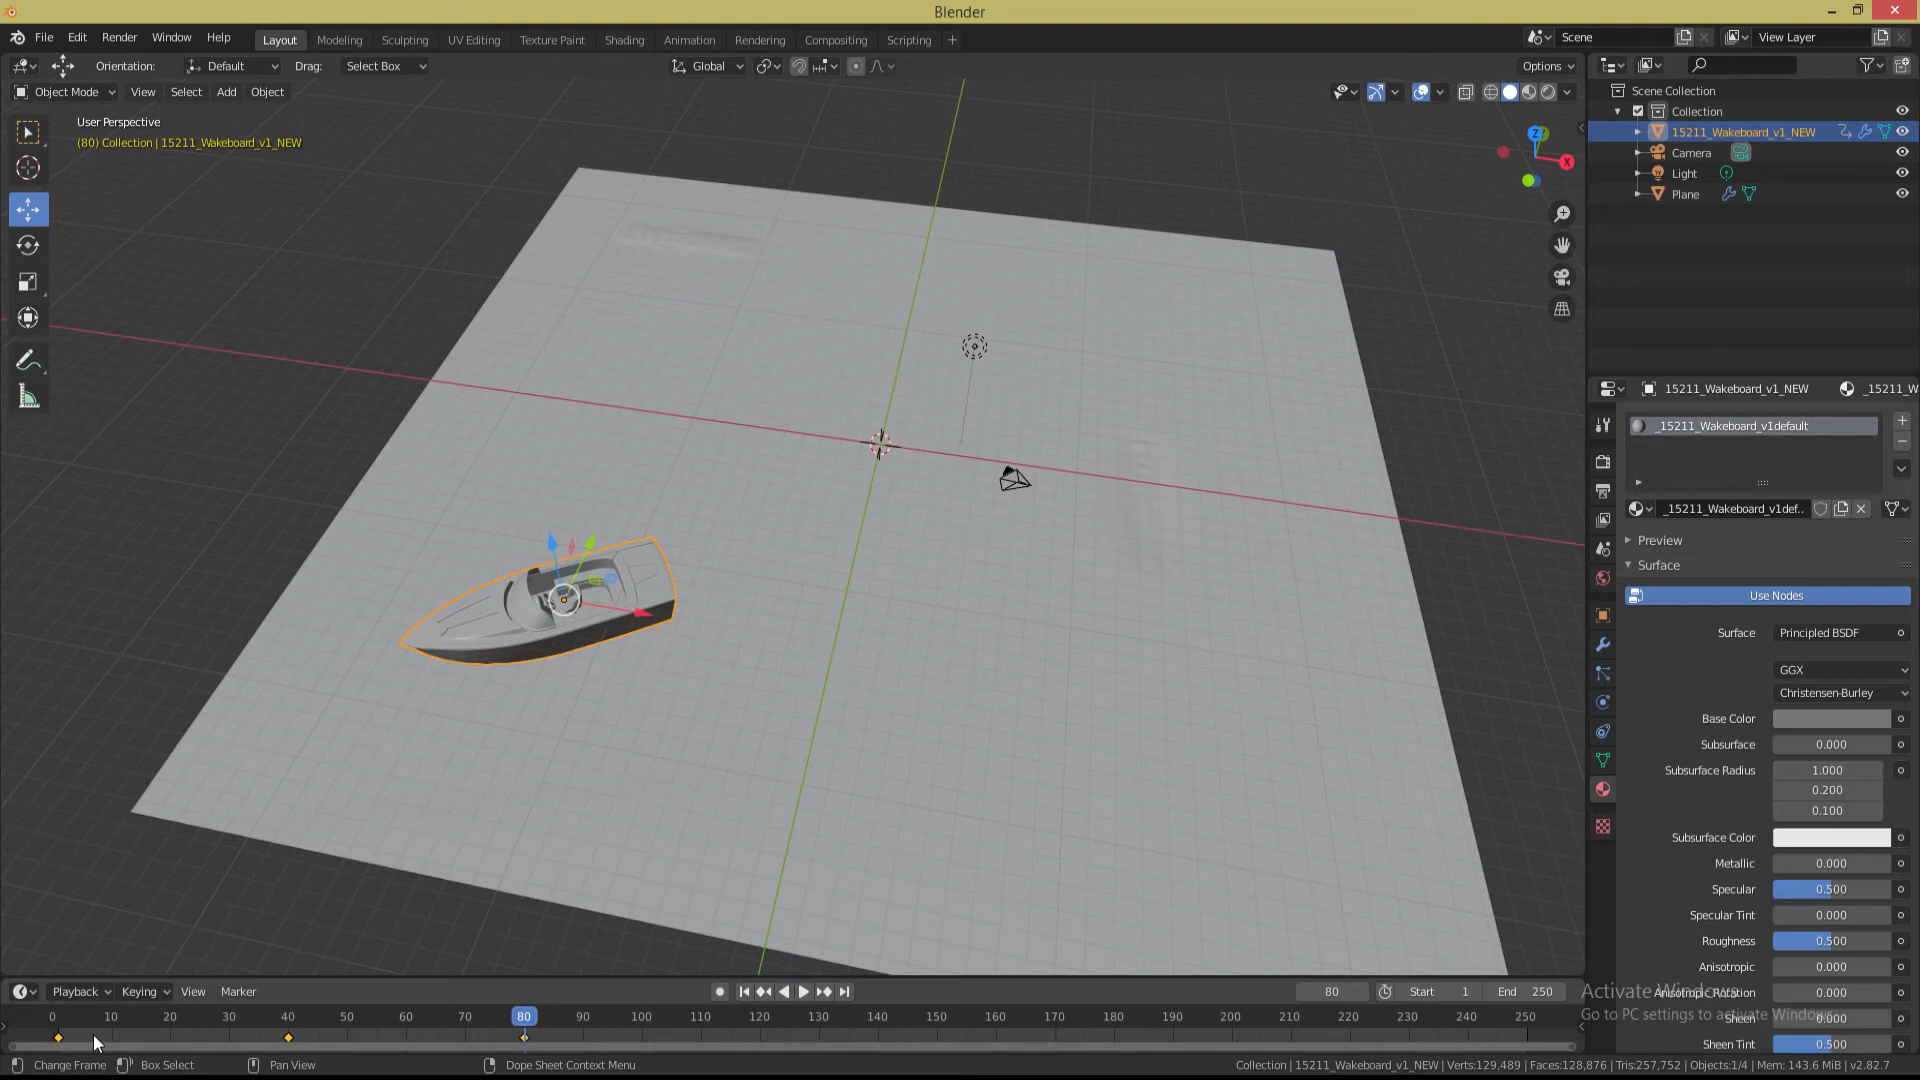 Blender
File Edit Render Window Help Layout Modeling Sculpting UV Editing Texture Paint Shading Animation Rendering Compositing Scripting + Scene View Layer
Orientation: Default Drag: Select Box Global Options
Object Mode View Select Add Object
User Perspective
(80) Collection | 15211_Wakeboard_v1_NEW
Z
X
Scene Collection
Collection
15211_Wakeboard_v1_NEW
Camera
Light
Plane
15211_Wakeboard_v1_NEW _15211_W
_15211_Wakeboard_v1default
_15211_Wakeboard_v1def..
Preview
Surface
Use Nodes
Surface Principled BSDF
GGX
Christensen-Burley
Base Color
Subsurface 0.000
Subsurface Radius 1.000
0.200
0.100
Subsurface Color
Metallic 0.000
Specular 0.500
Specular Tint 0.000
Roughness 0.500
Anisotropic 0.000
Anisotropic Rotation 0.000
Sheen 0.000
Sheen Tint 0.500
Activate Windows
Go to PC settings to activate Windows.
Playback Keying View Marker 80 Start 1 End 250
0 10 20 30 40 50 60 70 80 90 100 110 120 130 140 150 160 170 180 190 200 210 220 230 240 250
Change Frame Box Select Pan View Dope Sheet Context Menu Collection | 15211_Wakeboard_v1_NEW | Verts:129,489 | Faces:128,876 | Tris:257,752 | Objects:1/4 | Mem: 143.6 MiB | v2.82.7